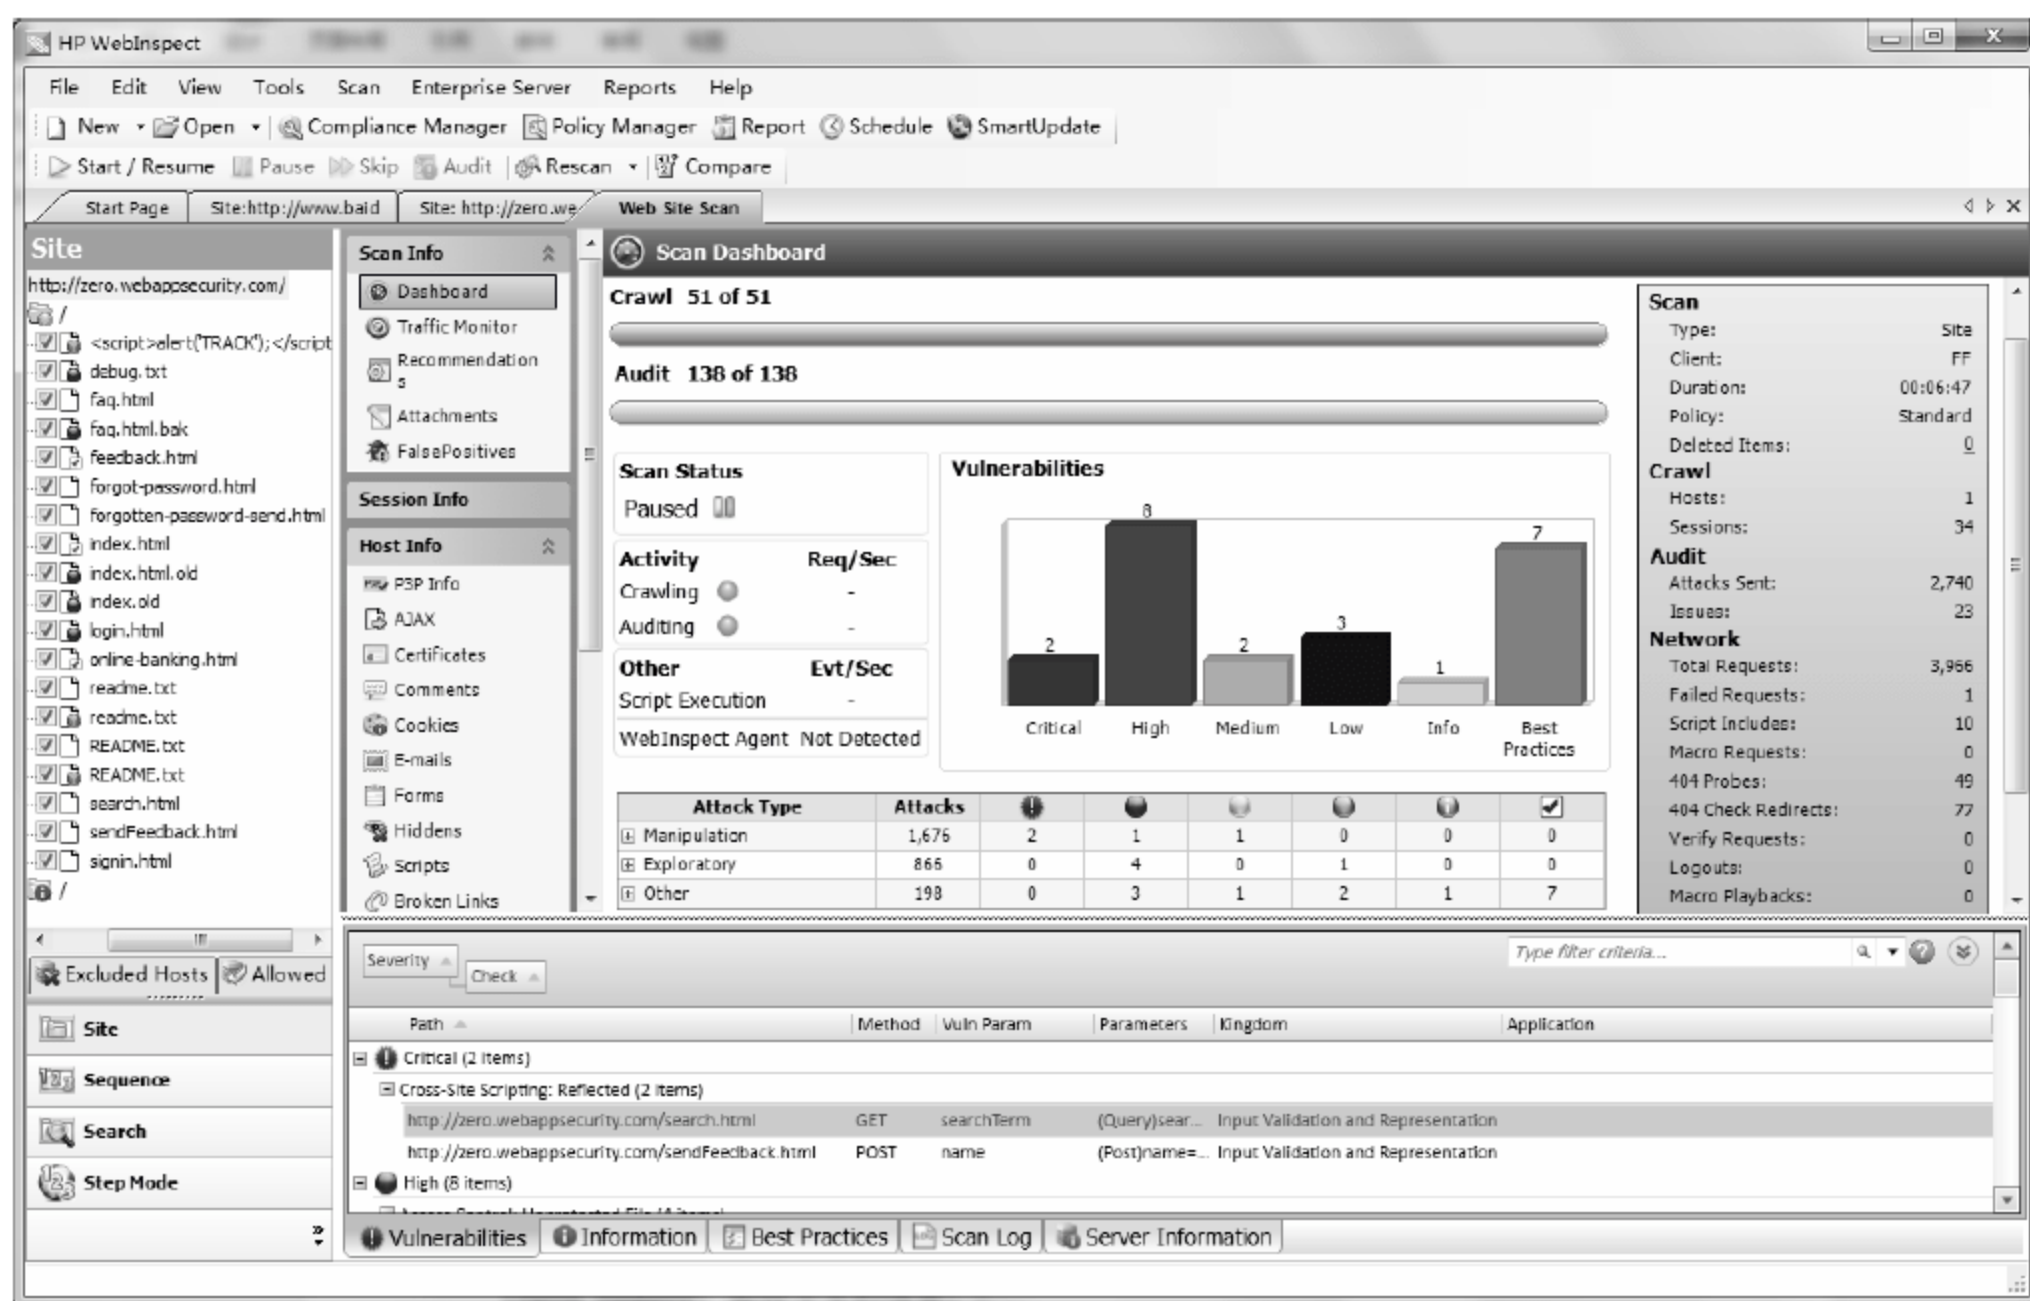 HP WebInspect
File Edit View Tools Scan Enterprise Server Reports Help
New Open Compliance Manager Policy Manager Report Schedule SmartUpdate
Start / Resume Pause Skip Audit Rescan Compare
Start Page Site:http://www.baid Site: http://zero.we Web Site Scan
Site
http://zero.webappsecurity.com/
/
<script>alert('TRACK');</script
debug.txt
faq.html
faq.html.bak
feedback.html
forgot-password.html
forgotten-password-send.html
index.html
index.html.old
index.old
login.html
online-banking.html
readme.txt
readme.txt
README.txt
README.txt
search.html
sendFeedback.html
signin.html
/
Excluded Hosts Allowed
Site
Sequence
Search
Step Mode
Scan Info
Dashboard
Traffic Monitor
Recommendation
s
Attachments
FalsePositives
Session Info
Host Info
P3P Info
AJAX
Certificates
Comments
Cookies
E-mails
Forms
Hiddens
Scripts
Broken Links
Scan Dashboard
Crawl 51 of 51
Audit 138 of 138
Scan Status
Paused
Activity Req/Sec
Crawling -
Auditing -
Other Evt/Sec
Script Execution -
WebInspect Agent Not Detected
Vulnerabilities
2 8 2 3 1 7
Critical High Medium Low Info Best
Practices
Attack Type Attacks
Manipulation 1,676 2 1 1 0 0 0
Exploratory 866 0 4 0 1 0 0
Other 198 0 3 1 2 1 7
Scan
Type: Site
Client: FF
Duration: 00:06:47
Policy: Standard
Deleted Items: 0
Crawl
Hosts: 1
Sessions: 34
Audit
Attacks Sent: 2,740
Issues: 23
Network
Total Requests: 3,966
Failed Requests: 1
Script Includes: 10
Macro Requests: 0
404 Probes: 49
404 Check Redirects: 77
Verify Requests: 0
Logouts: 0
Macro Playbacks: 0
Severity
Check
Type filter criteria...
Path Method Vuln Param Parameters Kingdom Application
Critical (2 items)
Cross-Site Scripting: Reflected (2 items)
http://zero.webappsecurity.com/search.html GET searchTerm (Query)sear... Input Validation and Representation
http://zero.webappsecurity.com/sendFeedback.html POST name (Post)name=... Input Validation and Representation
High (8 items)
Vulnerabilities Information Best Practices Scan Log Server Information